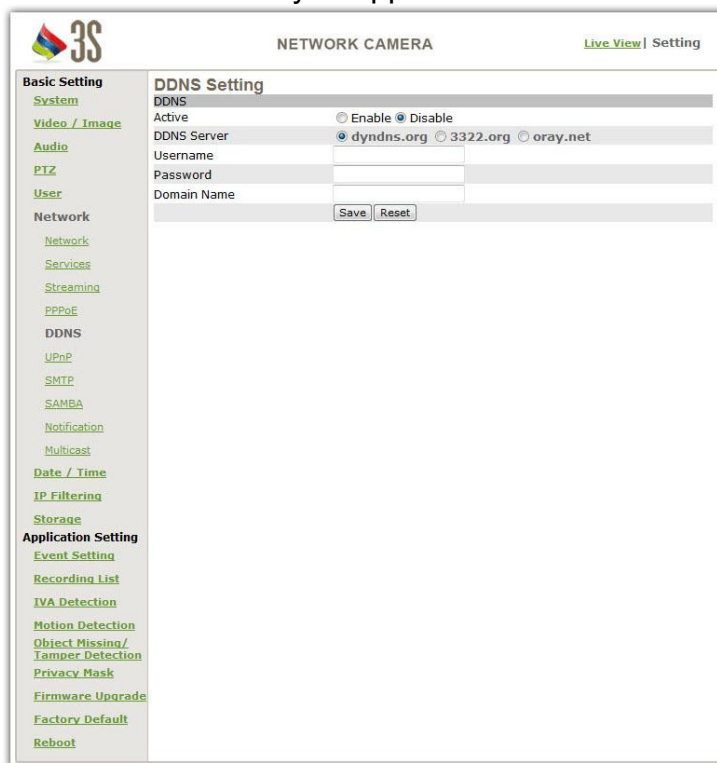 3S
NETWORK CAMERA
Live View | Setting
Basic Setting
System
Video / Image
Audio
PTZ
User
Network
Network
Services
Streaming
PPPoE
DDNS
UPnP
SMTP
SAMBA
Notification
Multicast
Date / Time
IP Filtering
Storage
Application Setting
Event Setting
Recording List
IVA Detection
Motion Detection
Object Missing/
Tamper Detection
Privacy Mask
Firmware Upgrade
Factory Default
Reboot
DDNS Setting
DDNS
Active Enable Disable
DDNS Server dyndns.org 3322.org oray.net
Username
Password
Domain Name
Save Reset